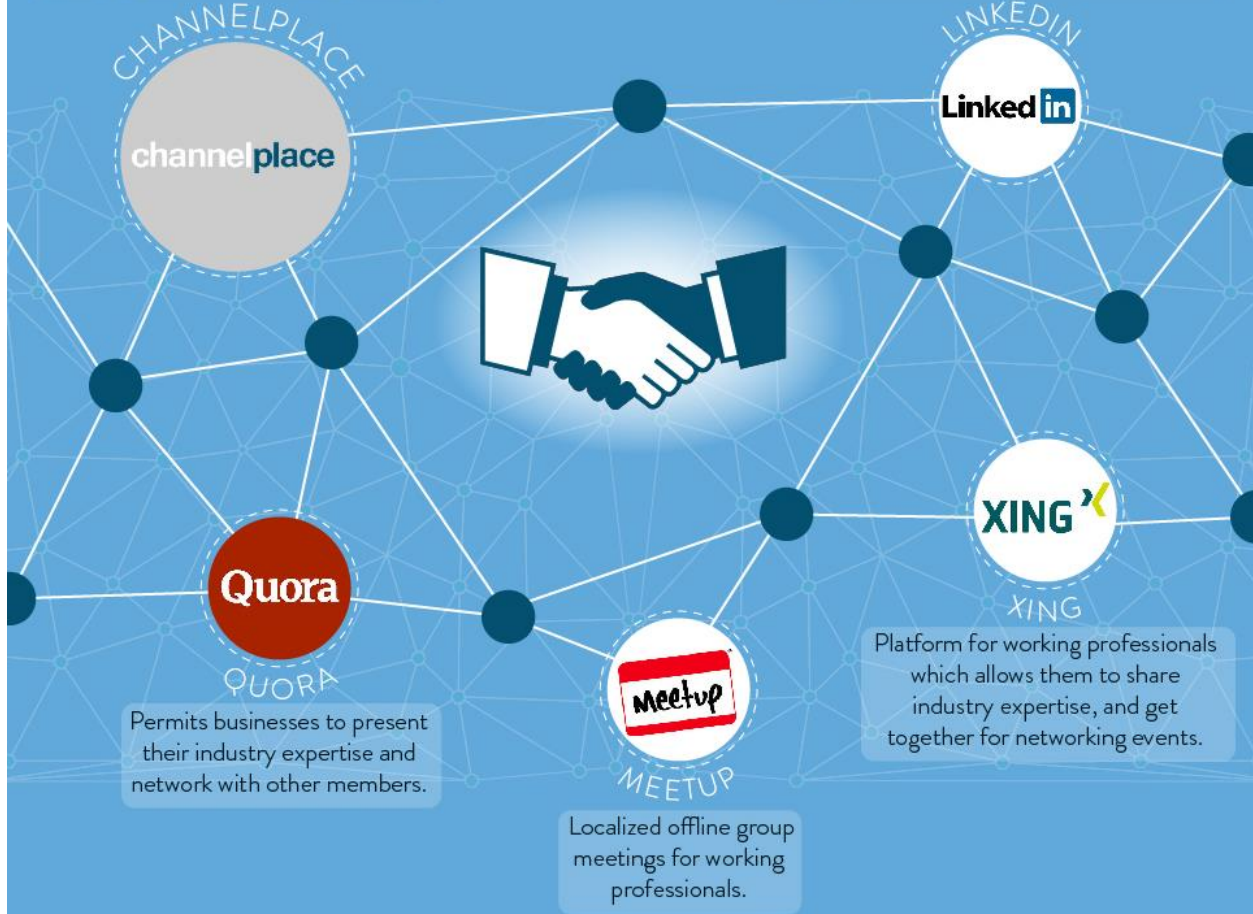 CHANNELPLACE
channelplace
LINKEDIN
Linked in
Quora
QUORA
Permits businesses to present
their industry expertise and
network with other members.
Meetup
MEETUP
Localized offline group
meetings for working
professionals.
XING
XING
Platform for working professionals
which allows them to share
industry expertise, and get
together for networking events.